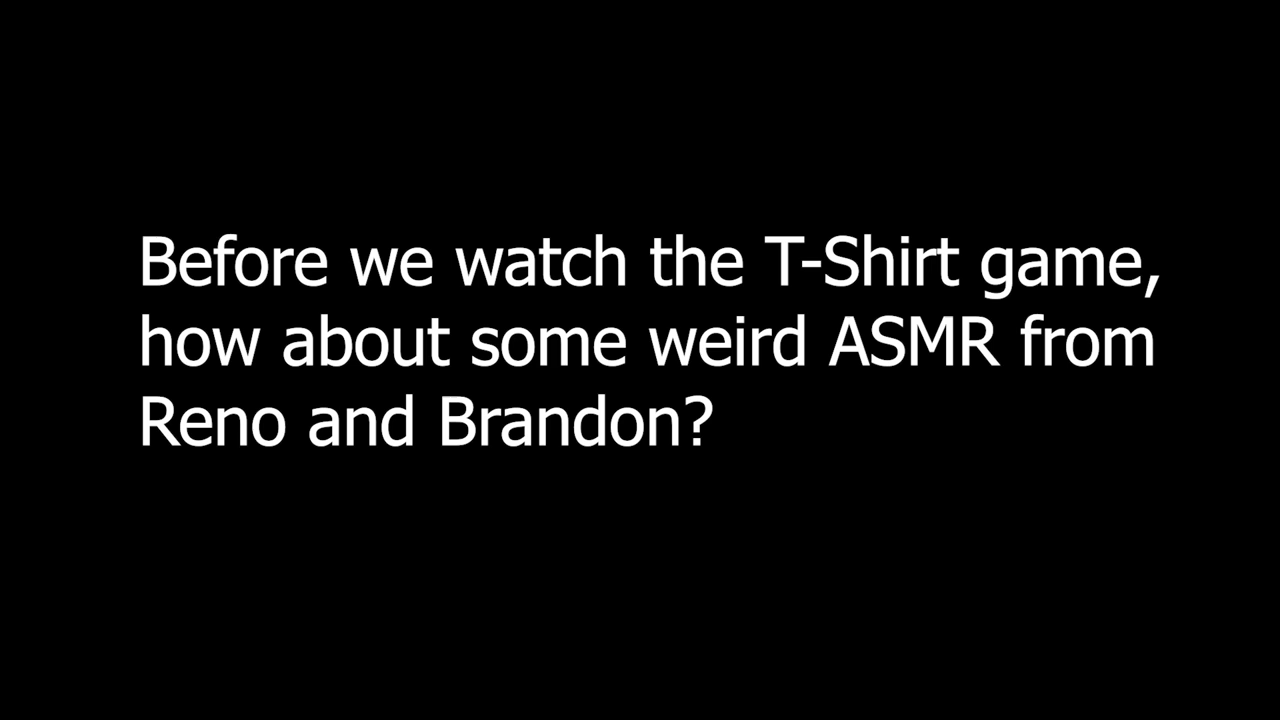 Before we watch the T-Shirt game,
how about some weird ASMR from
Reno and Brandon?